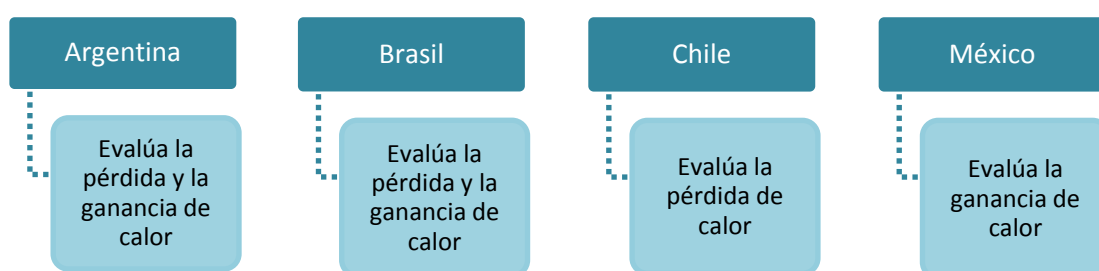 Argentina
Evalúa la
pérdida y la
ganancia de
calor
Brasil
Evalúa la
pérdida y la
ganancia de
calor
Chile
Evalúa la
pérdida de
calor
México
Evalúa la
ganancia de
calor